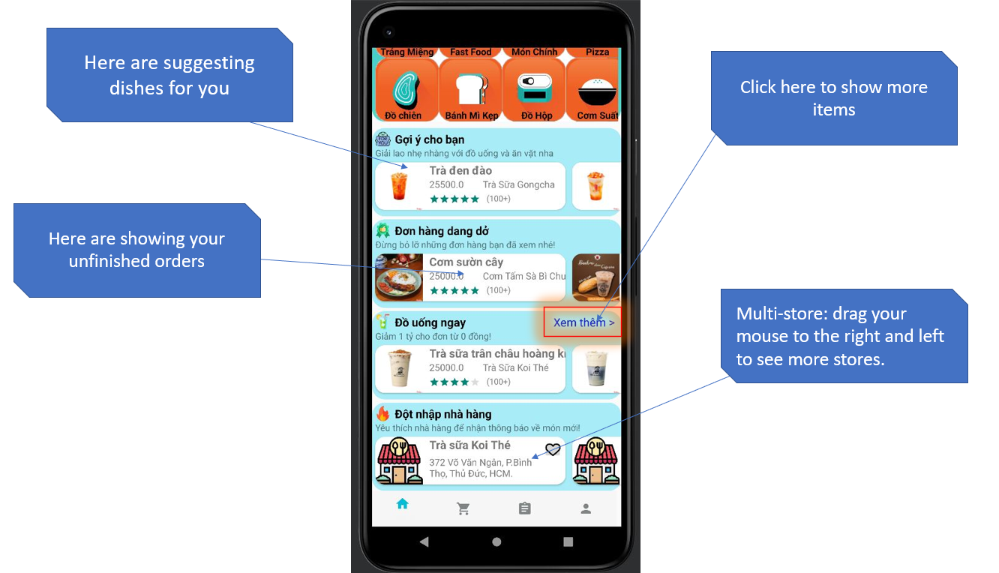 Here are suggesting
dishes for you
Here are showing your
unfinished orders
Click here to show more
items
Multi-store: drag your
mouse to the right and left
to see more stores.
Tráng Miệng
Fast Food
Món Chính
Pizza
Đồ chiên
Bánh Mì Kẹp
Đồ Hộp
Cơm Suất
FOR YOU
Gợi ý cho bạn
Giải lao nhẹ nhàng với đồ uống và ăn vặt nha
Trà đen đào
25500.0 Trà Sữa Gongcha
(100+)
Đơn hàng dang dở
Đừng bỏ lỡ những đơn hàng bạn đã xem nhé!
Cơm sườn cây
25000.0 Cơm Tấm Sà Bì Chu
(100+)
Đồ uống ngay
Xem thêm >
Giảm 1 tỷ cho đơn từ 0 đồng!
Trà sữa trân châu hoàng k
25000.0 Trà Sữa Koi Thé
(100+)
Đột nhập nhà hàng
Yêu thích nhà hàng để nhận thông báo về món mới!
Trà sữa Koi Thé
372 Võ Văn Ngân, P.Bình
Thọ, Thủ Đức, HCM.